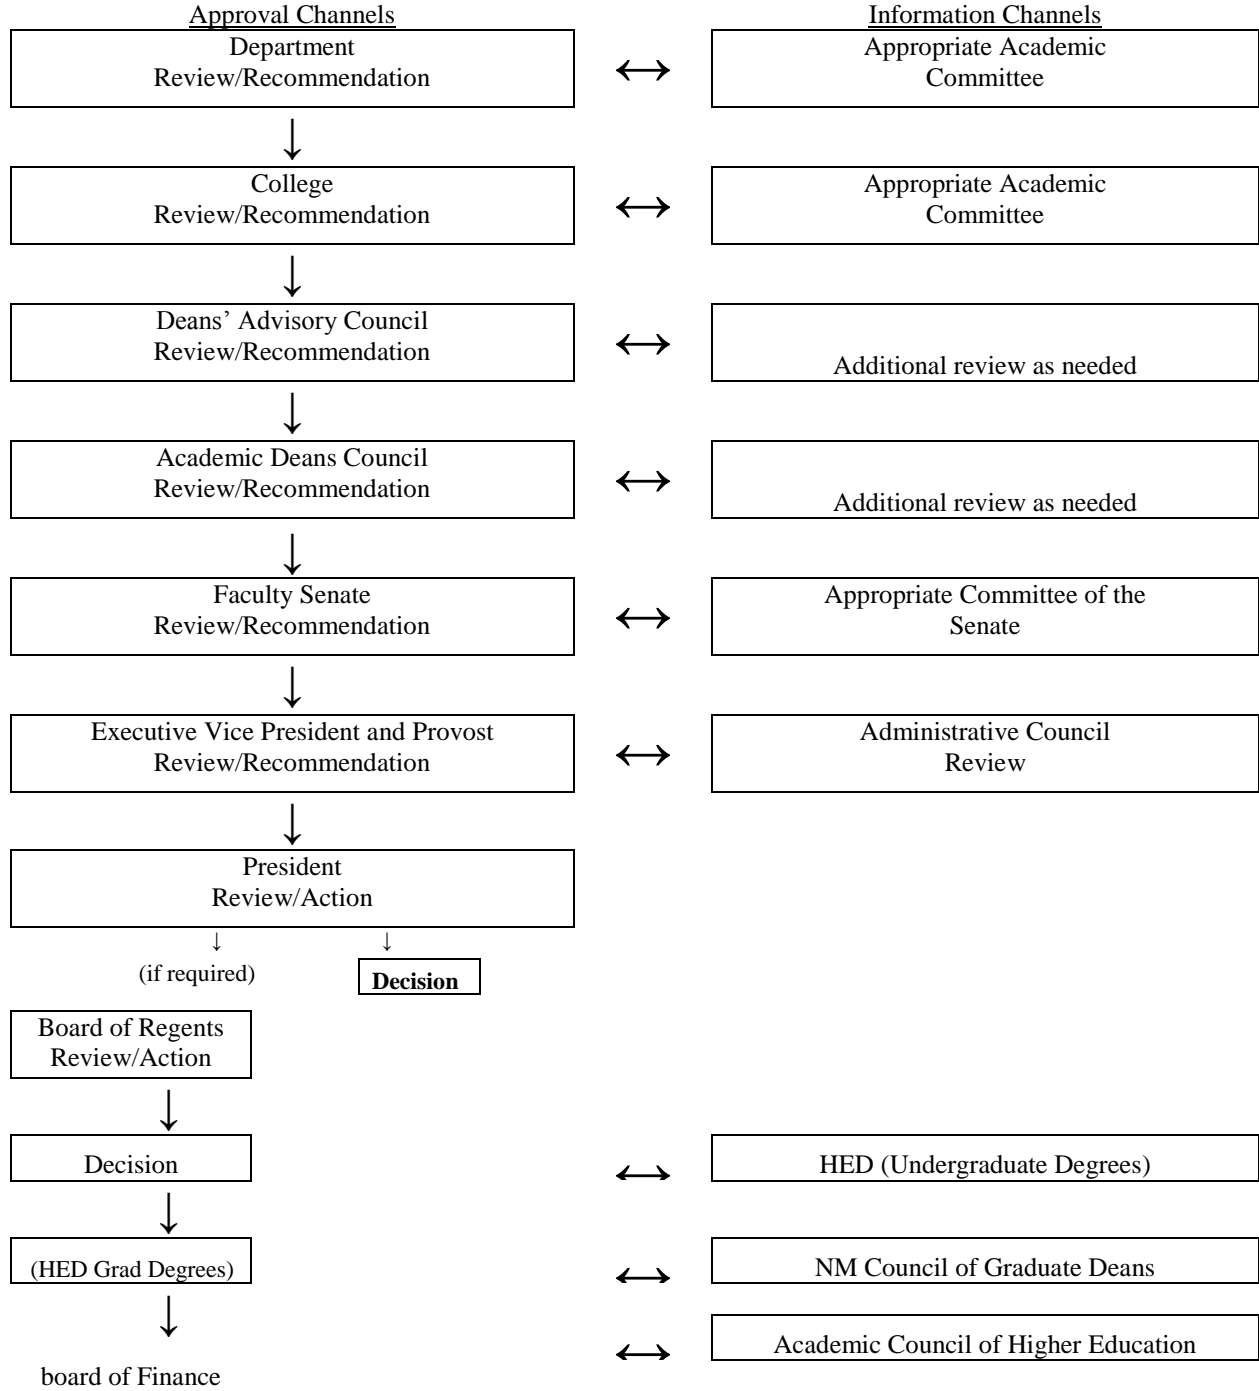 Approval Channels
Information Channels
Department
Review/Recommendation
Appropriate Academic
Committee
College
Review/Recommendation
Appropriate Academic
Committee
Deans’ Advisory Council
Review/Recommendation
Additional review as needed
Academic Deans Council
Review/Recommendation
Additional review as needed
Faculty Senate
Review/Recommendation
Appropriate Committee of the
Senate
Executive Vice President and Provost
Review/Recommendation
Administrative Council
Review
President
Review/Action
(if required)
Decision
Board of Regents
Review/Action
Decision
HED (Undergraduate Degrees)
(HED Grad Degrees)
NM Council of Graduate Deans
Academic Council of Higher Education
board of Finance